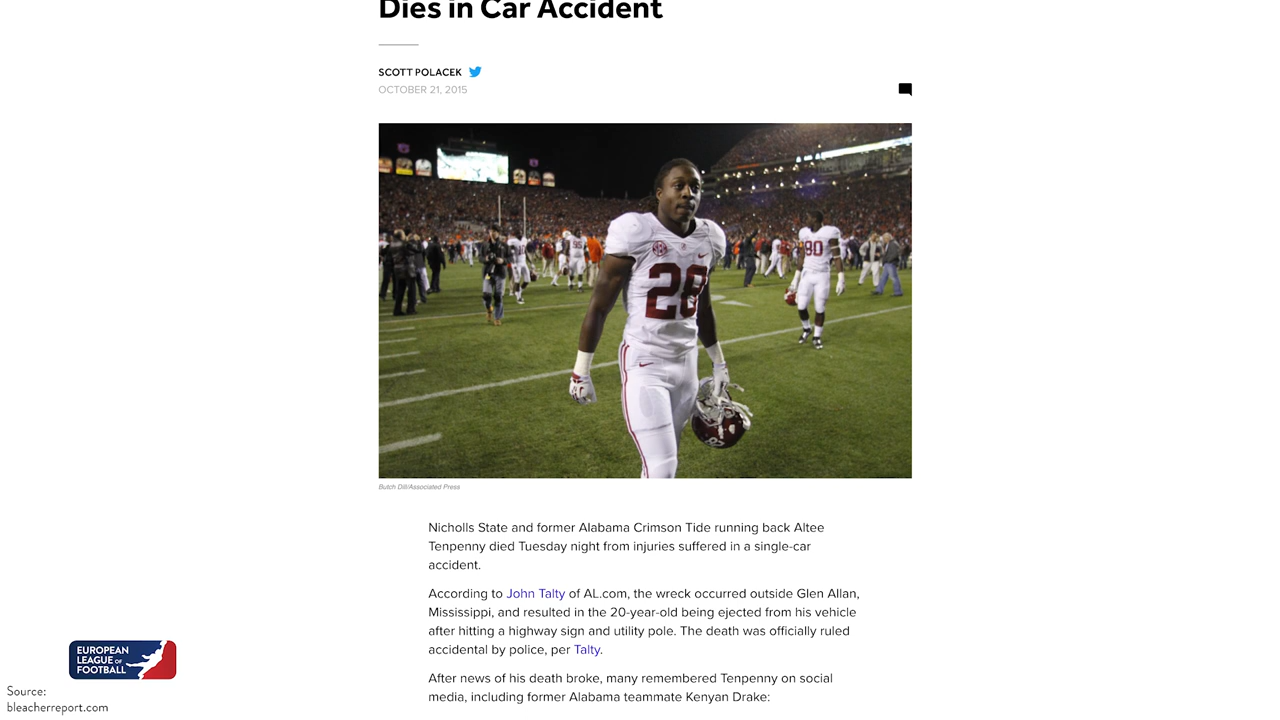 Dies in Car Accident
SCOTT POLACEK
OCTOBER 21, 2015
28
80
Butch Dill/Associated Press
Nicholls State and former Alabama Crimson Tide running back Altee
Tenpenny died Tuesday night from injuries suffered in a single-car
accident.
According to John Talty of AL.com, the wreck occurred outside Glen Allan,
Mississippi, and resulted in the 20-year-old being ejected from his vehicle
after hitting a highway sign and utility pole. The death was officially ruled
accidental by police, per Talty.
After news of his death broke, many remembered Tenpenny on social
media, including former Alabama teammate Kenyan Drake:
EUROPEAN
LEAGUE OF
FOOTBALL
Source:
bleacherreport.com